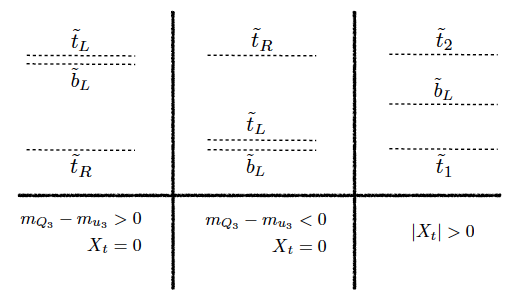 t̃_L
b̃_L
t̃_R
m_{Q_3} − m_{u_3} > 0
X_t = 0
t̃_R
t̃_L
b̃_L
m_{Q_3} − m_{u_3} < 0
X_t = 0
t̃_2
b̃_L
t̃_1
|X_t| > 0